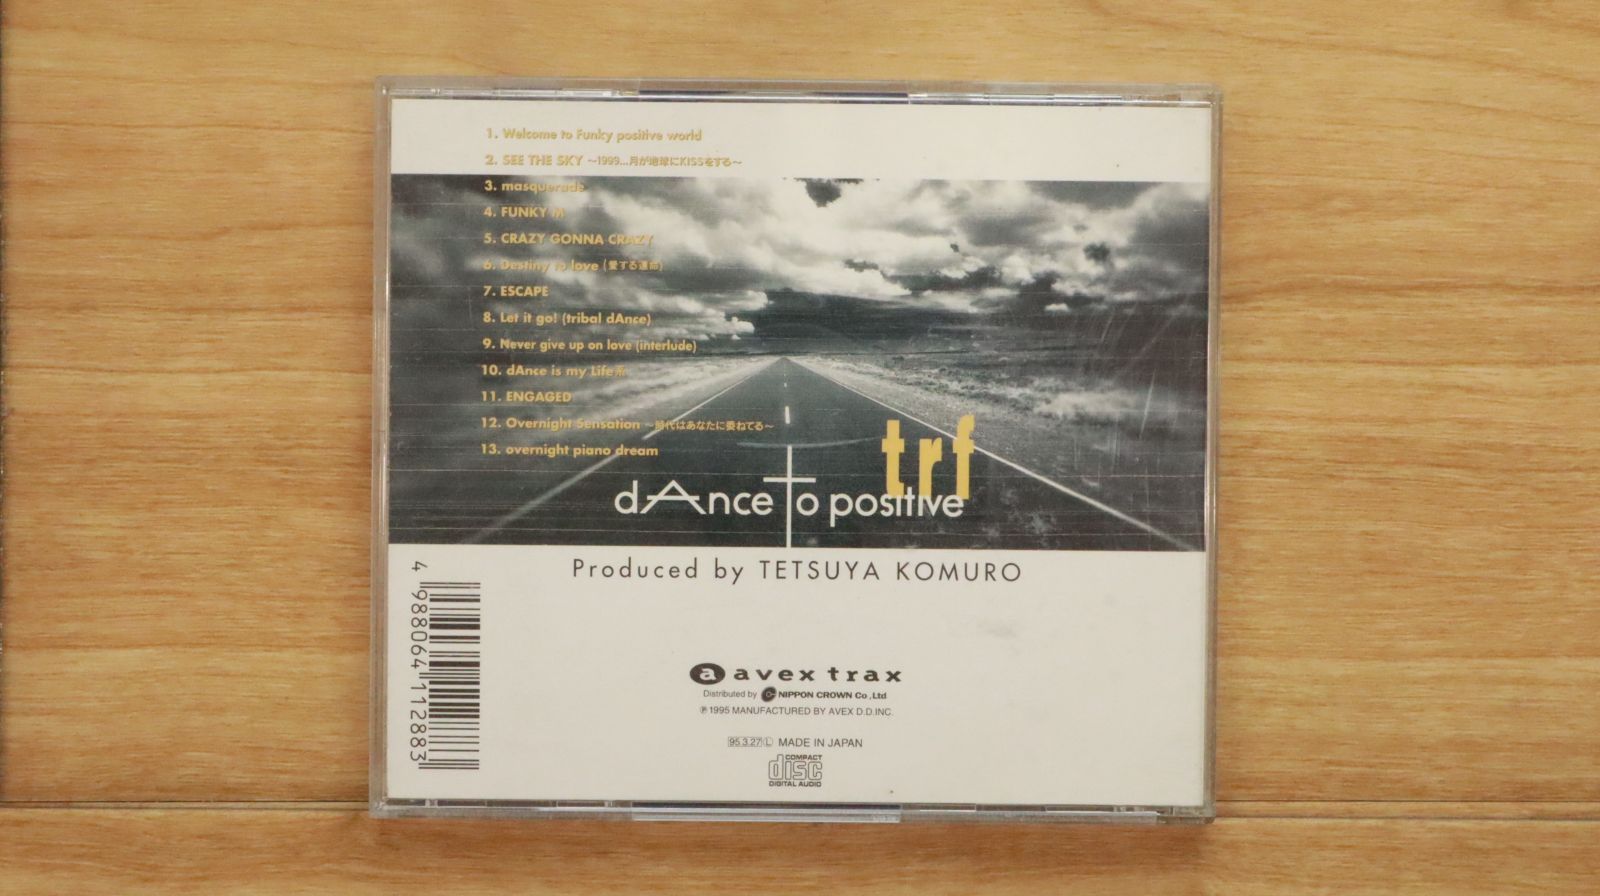 1. Welcome to Funky positive world
2. SEE THE SKY 〜1999...月が地球にKISSをする〜
3. masquerade
4. FUNKY M
5. CRAZY GONNA CRAZY
6. Destiny to love (愛する運命)
7. ESCAPE
8. Let it go! (tribal dAnce)
9. Never give up on love (interlude)
10. dAnce is my Life系
11. ENGAGED
12. Overnight Sensation 〜時代はあなたに委ねてる〜
13. overnight piano dream
trf
dAnce To positive
Produced by TETSUYA KOMURO
4 988064 112883
a avex trax
Distributed by NIPPON CROWN Co.,Ltd
℗1995 MANUFACTURED BY AVEX D.D.INC.
95.3.27 Ⓛ MADE IN JAPAN
COMPACT
disc
DIGITAL AUDIO